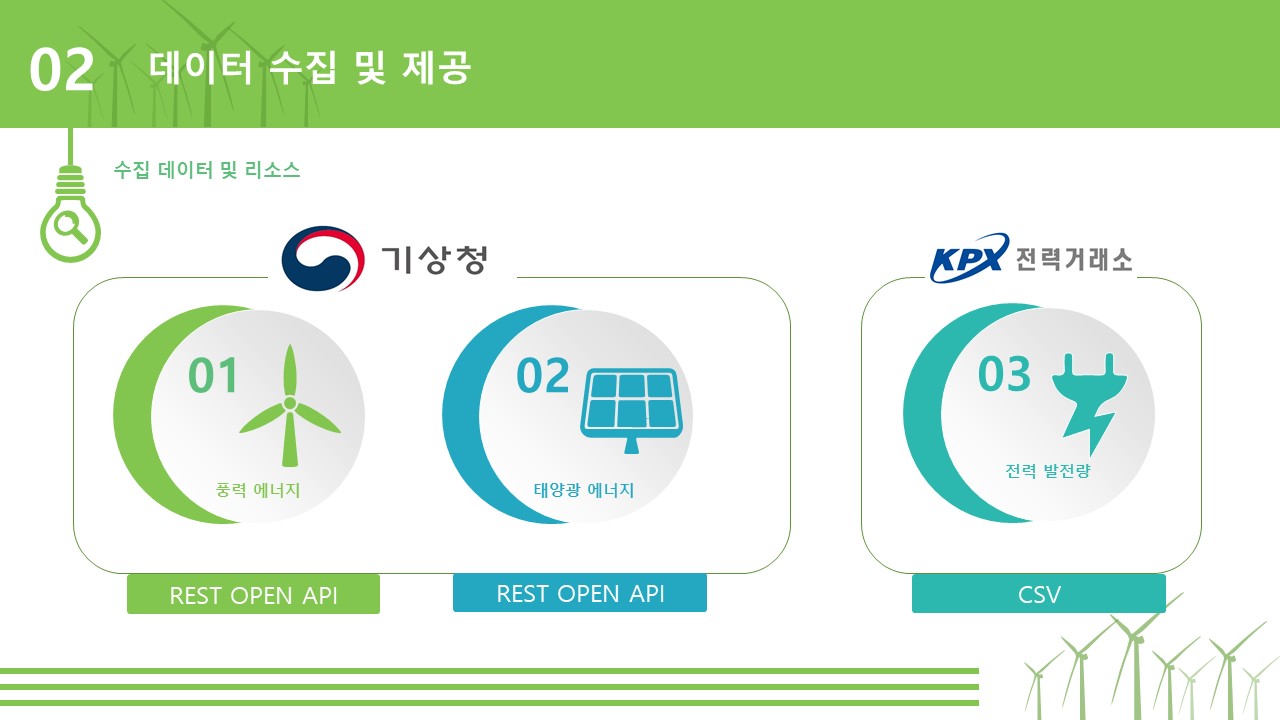 02
데이터 수집 및 제공
수집 데이터 및 리소스
기상청
KPX 전력거래소
01
풍력 에너지
02
태양광 에너지
03
전력 발전량
REST OPEN API
REST OPEN API
CSV